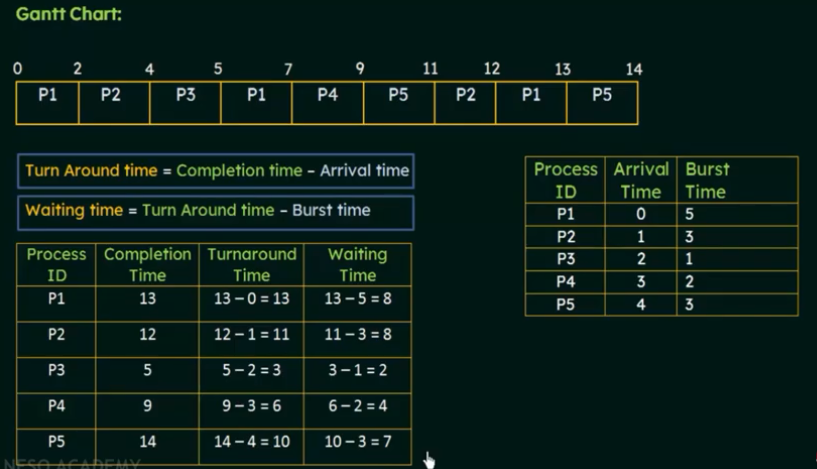 Gantt Chart:
0 2 4 5 7 9 11 12 13 14
P1 P2 P3 P1 P4 P5 P2 P1 P5
Turn Around time = Completion time – Arrival time
Waiting time = Turn Around time – Burst time
Process ID Completion Time Turnaround Time Waiting Time
P1 13 13 – 0 = 13 13 – 5 = 8
P2 12 12 – 1 = 11 11 – 3 = 8
P3 5 5 – 2 = 3 3 – 1 = 2
P4 9 9 – 3 = 6 6 – 2 = 4
P5 14 14 – 4 = 10 10 – 3 = 7
Process ID Arrival Time Burst Time
P1 0 5
P2 1 3
P3 2 1
P4 3 2
P5 4 3
NESO ACADEMY